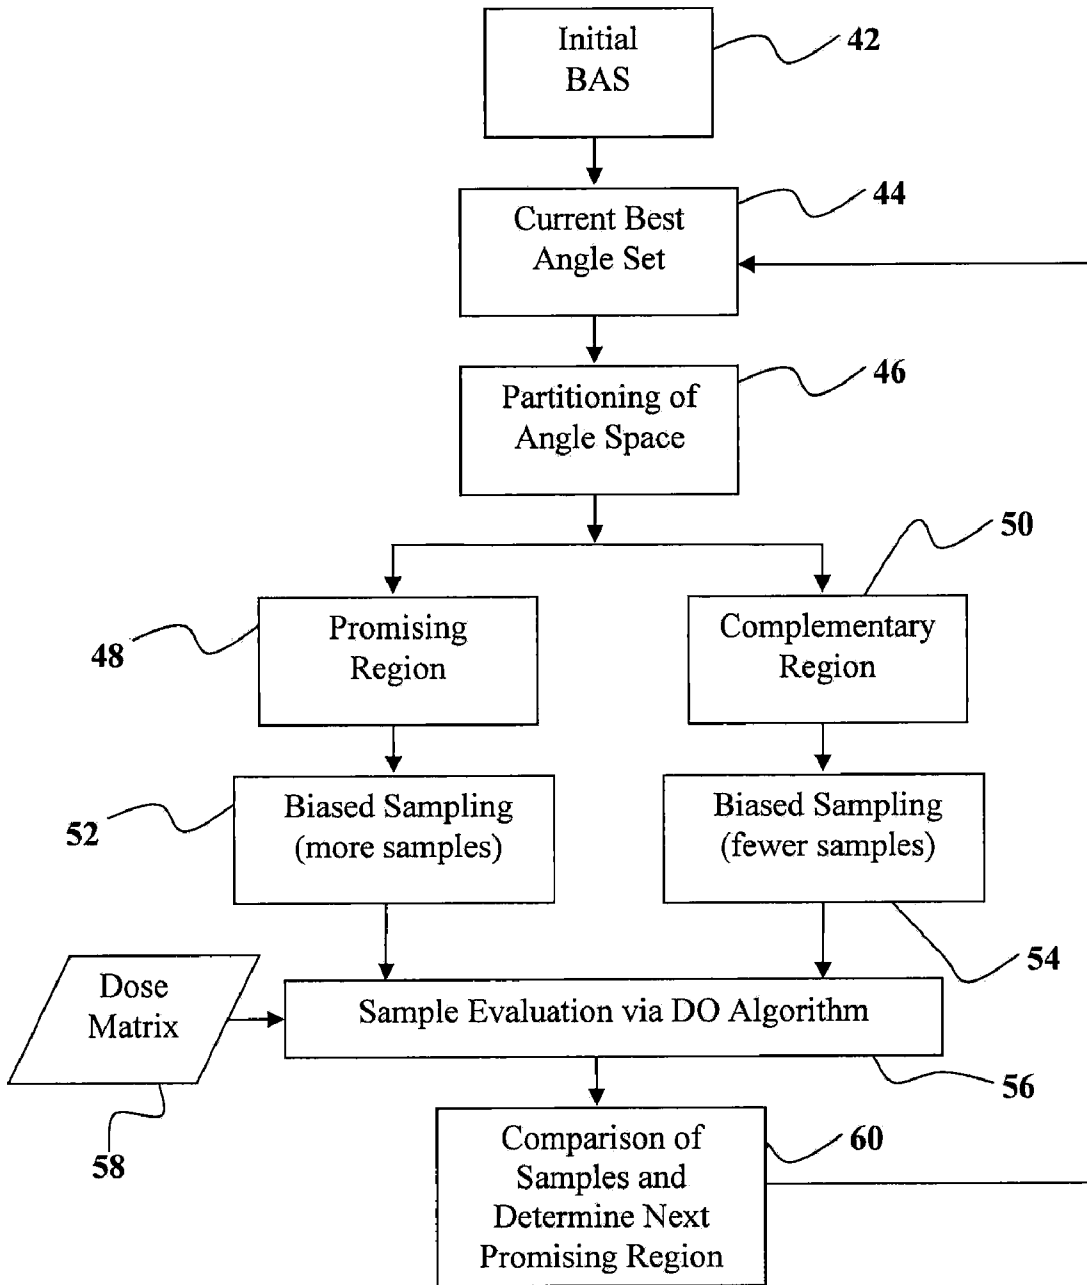 Initial
BAS
42
Current Best
Angle Set
44
Partitioning of
Angle Space
46
50
Promising
Region
48
Complementary
Region
Biased Sampling
(more samples)
52
Biased Sampling
(fewer samples)
54
Dose
Matrix
58
Sample Evaluation via DO Algorithm
56
Comparison of
Samples and
Determine Next
Promising Region
60